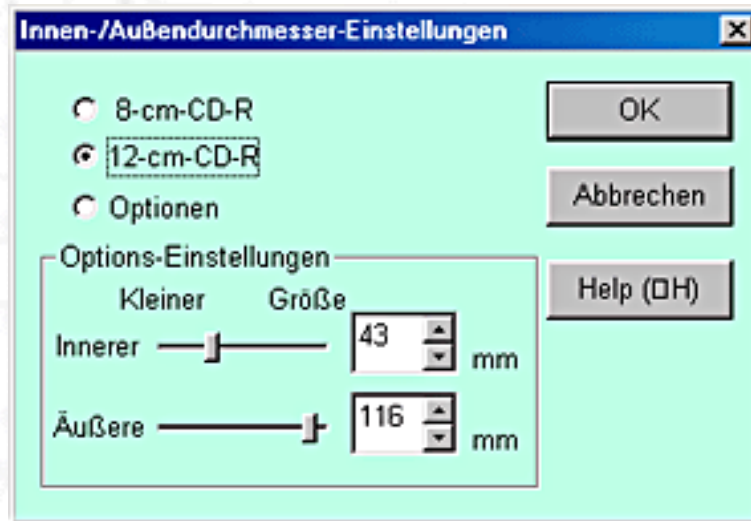 Innen-/Außendurchmesser-Einstellungen
8-cm-CD-R
12-cm-CD-R
Optionen
OK
Abbrechen
Help (□H)
Options-Einstellungen
Kleiner Größe
Innerer 43 mm
Äußere 116 mm